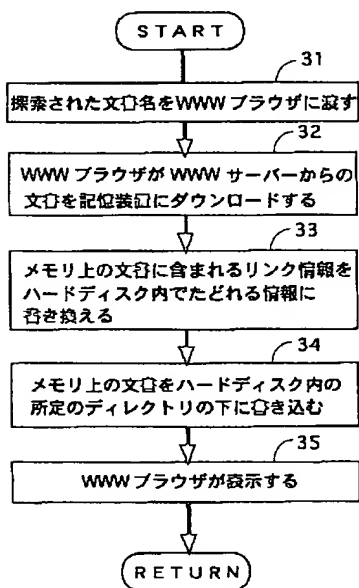 START
31
探索された文書名をWWWブラウザに渡す
32
WWWブラウザがWWWサーバーからの
文書を記憶装置にダウンロードする
33
メモリ上の文書に含まれるリンク情報を
ハードディスク内でたどれる情報に
書き換える
34
メモリ上の文書をハードディスク内の
所定のディレクトリの下に書き込む
35
WWWブラウザが表示する
RETURN